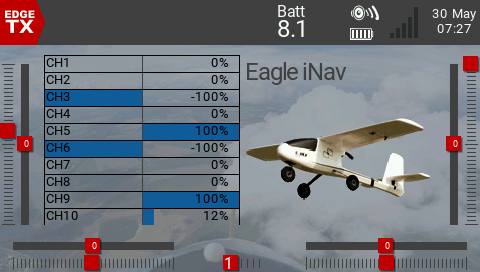 EDGE
TX
Batt
8.1
30 May
07:27
Eagle iNav
CH1 0%
CH2 0%
CH3 -100%
CH4 0%
CH5 100%
CH6 -100%
CH7 0%
CH8 0%
CH9 100%
CH10 12%
0
0
0
0
1